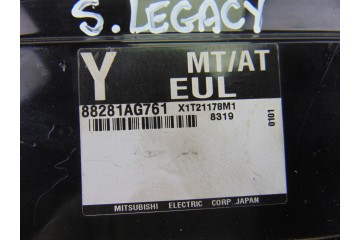 S. LEGACY
Y MT/AT
EUL
88281AG761 X1T21178M1
8319
0101
MITSUBISHI ELECTRIC CORP. JAPAN